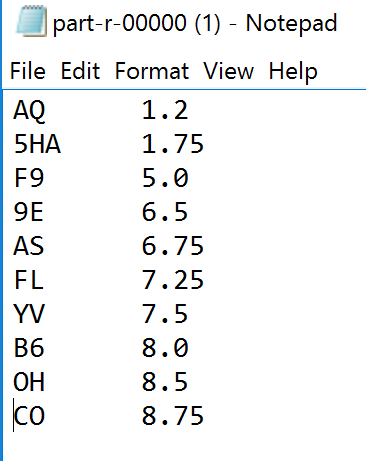 part-r-00000 (1) - Notepad
File Edit Format View Help
AQ 1.2
5HA 1.75
F9 5.0
9E 6.5
AS 6.75
FL 7.25
YV 7.5
B6 8.0
OH 8.5
CO 8.75